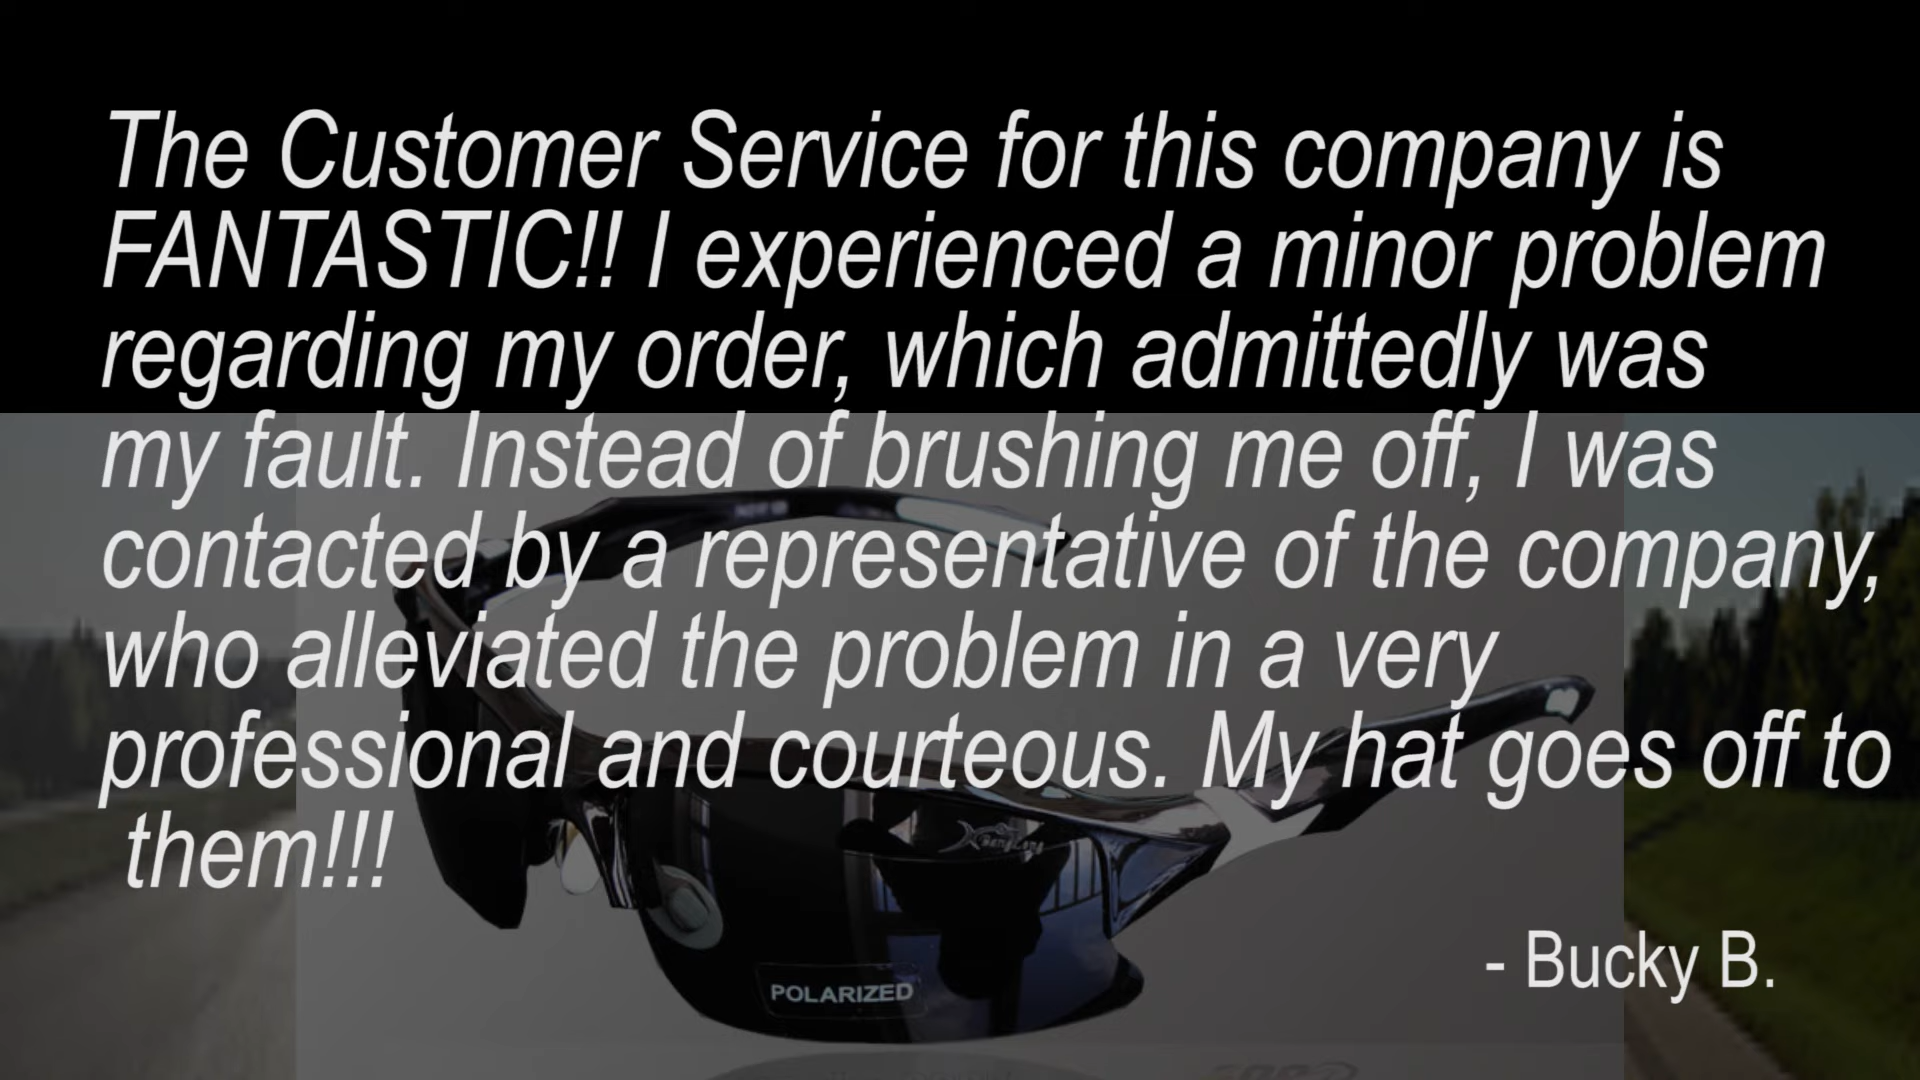 The Customer Service for this company is
FANTASTIC!! I experienced a minor problem
regarding my order, which admittedly was
my fault. Instead of brushing me off, I was
contacted by a representative of the company,
who alleviated the problem in a very
professional and courteous. My hat goes off to
them!!!
- Bucky B.
POLARIZED